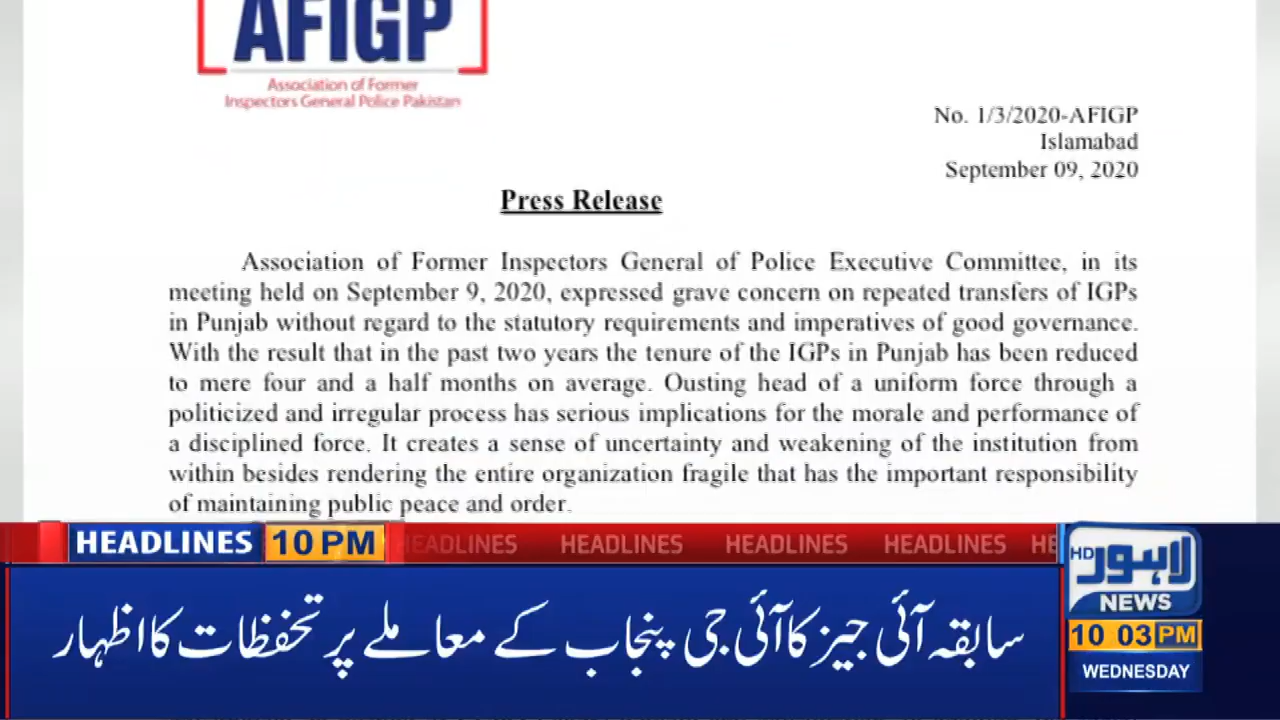 AFIGP
Association of Former
Inspectors General Police Pakistan
No. 1/3/2020-AFIGP
Islamabad
September 09, 2020
Press Release
Association of Former Inspectors General of Police Executive Committee, in its
meeting held on September 9, 2020, expressed grave concern on repeated transfers of IGPs
in Punjab without regard to the statutory requirements and imperatives of good governance.
With the result that in the past two years the tenure of the IGPs in Punjab has been reduced
to mere four and a half months on average. Ousting head of a uniform force through a
politicized and irregular process has serious implications for the morale and performance of
a disciplined force. It creates a sense of uncertainty and weakening of the institution from
within besides rendering the entire organization fragile that has the important responsibility
of maintaining public peace and order.
HEADLINES 10 PM HEADLINES HEADLINES HEADLINES HEADLINES HE
HD لاہور
NEWS
10 03 PM
WEDNESDAY
سابقہ آئی جیز کا آئی جی پنجاب کے معاملے پر تحفظات کا اظہار